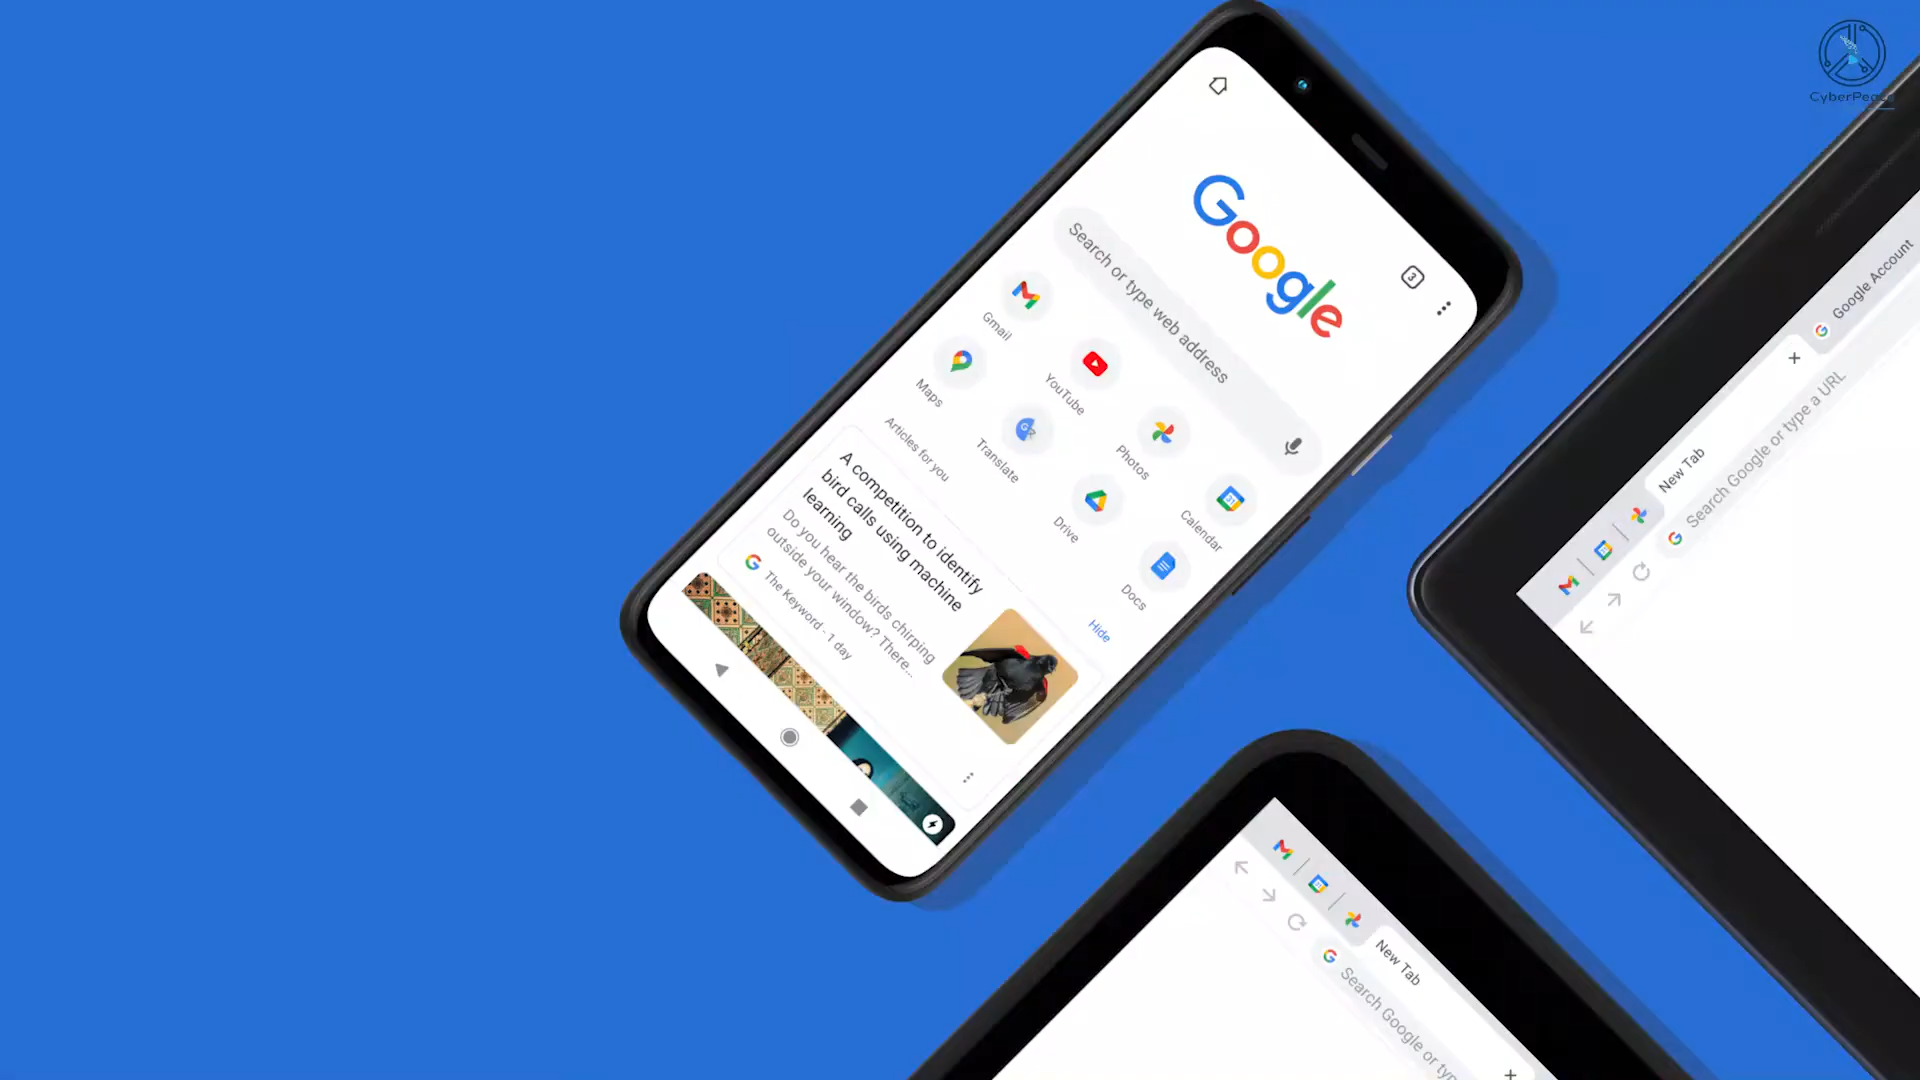 CyberPeace
Google
3
Search or type web address
Gmail
YouTube
Photos
Calendar
Maps
Translate
Drive
Docs
Articles for you
Hide
A competition to identify
bird calls using machine
learning
Do you hear the birds chirping
outside your window? There...
The Keyword · 1 day
Google Account
New Tab
Search Google or type a URL
New Tab
Search Google or typ